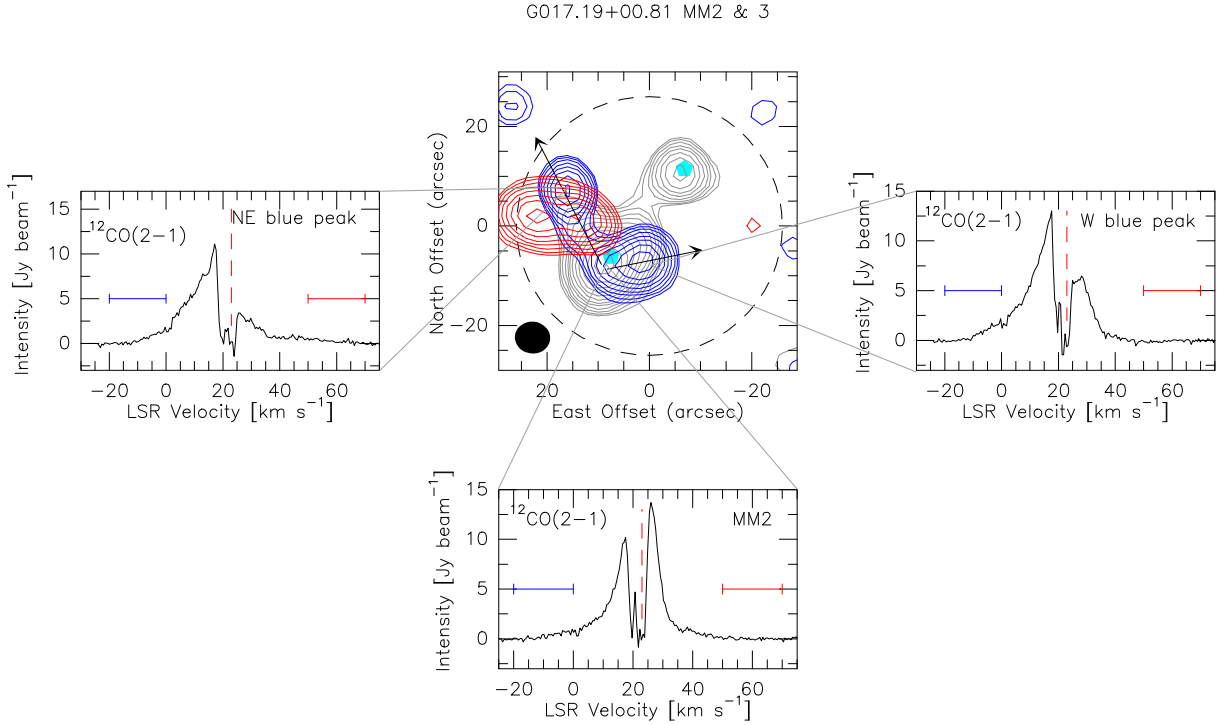 G017.19+00.81 MM2 & 3
North Offset (arcsec)
20
0
−20
20
0
−20
East Offset (arcsec)
Intensity [Jy beam⁻¹]
15
10
5
0
¹²CO(2−1)
NE blue peak
−20
0
20
40
60
LSR Velocity [km s⁻¹]
Intensity [Jy beam⁻¹]
15
10
5
0
¹²CO(2−1)
W blue peak
−20
0
20
40
60
LSR Velocity [km s⁻¹]
Intensity [Jy beam⁻¹]
15
10
5
0
¹²CO(2−1)
MM2
−20
0
20
40
60
LSR Velocity [km s⁻¹]